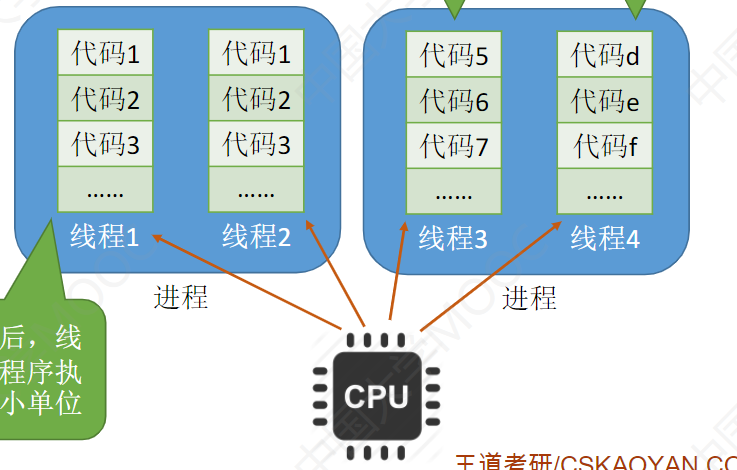 代码1
代码2
代码3
……
线程1
代码1
代码2
代码3
……
线程2
进程
代码5
代码6
代码7
……
线程3
代码d
代码e
代码f
……
线程4
进程
后，线
程序执
小单位
CPU
王道考研/CSKAOYAN.CO